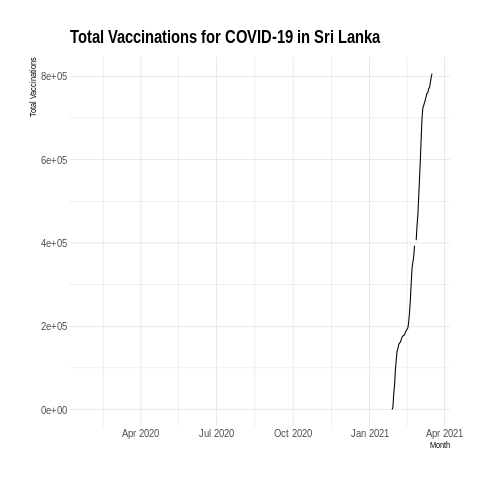 Total Vaccinations for COVID-19 in Sri Lanka
Total Vaccinations
8e+05
6e+05
4e+05
2e+05
0e+00
Apr 2020 Jul 2020 Oct 2020 Jan 2021 Apr 2021
Month